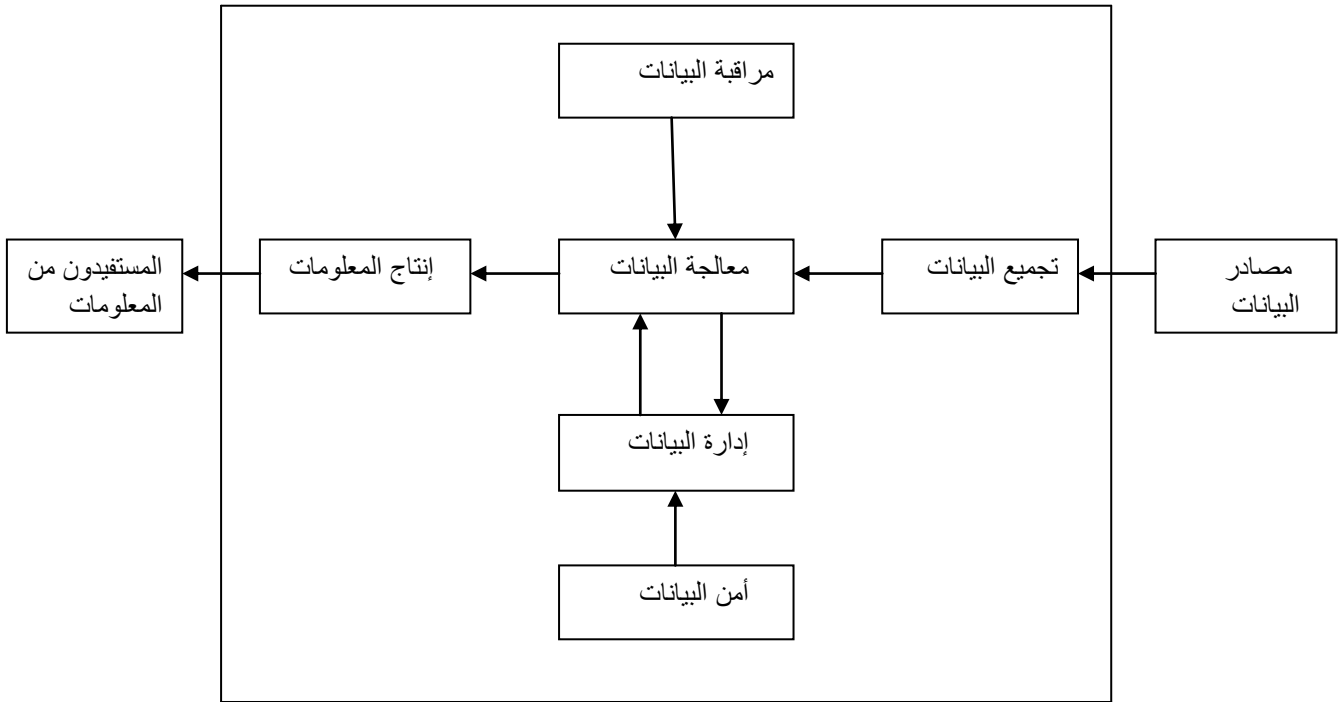 مراقبة البيانات
مصادر
البيانات
تجميع البيانات
معالجة البيانات
إنتاج المعلومات
المستفيدون من
المعلومات
إدارة البيانات
أمن البيانات